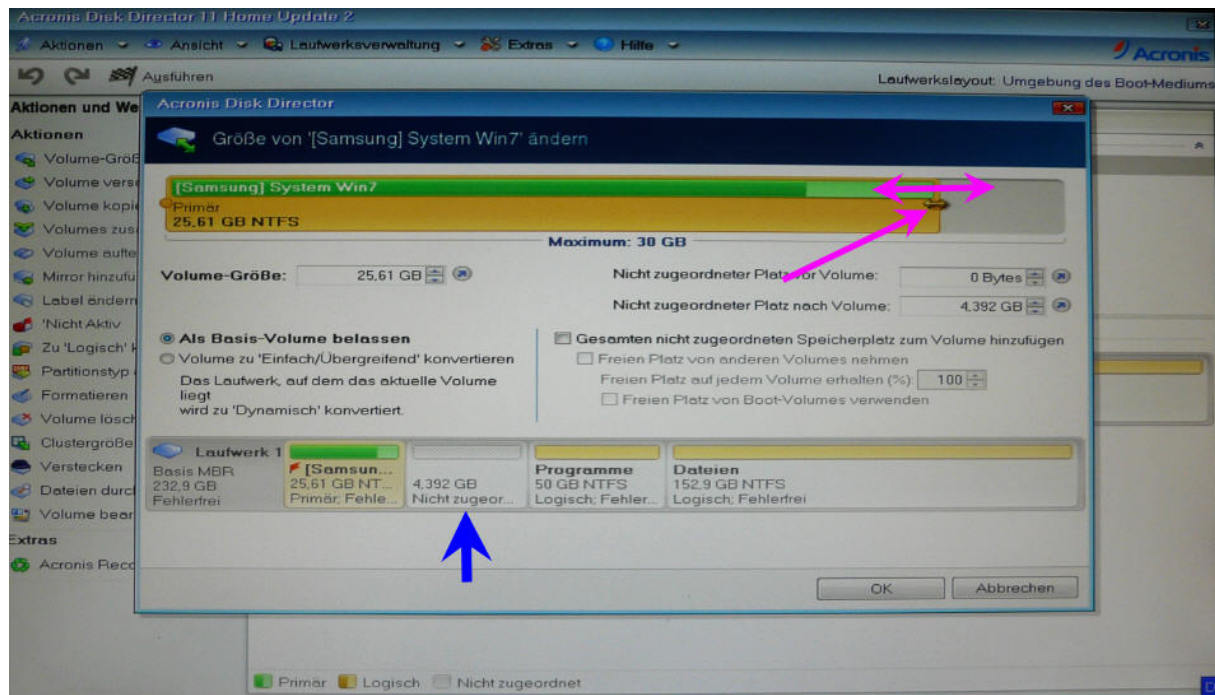 Acronis Disk Director 11 Home Update 2
Aktionen Ansicht Laufwerksverwaltung Extras Hilfe
Acronis
Ausführen
Laufwerkslayout: Umgebung des Boot-Mediums
Aktionen und We
Aktionen
Volume-Größ
Volume vers
Volume kopi
Volumes zus
Volume aufte
Mirror hinzufü
Label ändern
'Nicht Aktiv
Zu 'Logisch' k
Partitionstyp
Formatieren
Volume lösch
Clustergröße
Verstecken
Dateien durch
Volume bear
Extras
Acronis Reco
Acronis Disk Director
Größe von '[Samsung] System Win7' ändern
[Samsung] System Win7
Primär
25,61 GB NTFS
Maximum: 30 GB
Volume-Größe: 25,61 GB
Nicht zugeordneter Platz vor Volume: 0 Bytes
Nicht zugeordneter Platz nach Volume: 4,392 GB
Als Basis-Volume belassen
Volume zu 'Einfach/Übergreifend' konvertieren
Das Laufwerk, auf dem das aktuelle Volume
liegt
wird zu 'Dynamisch' konvertiert.
Gesamten nicht zugeordneten Speicherplatz zum Volume hinzufügen
Freien Platz von anderen Volumes nehmen
Freien Platz auf jedem Volume erhalten (%): 100
Freien Platz von Boot-Volumes verwenden
Laufwerk 1
Basis MBR
232,9 GB
Fehlerfrei
[Samsun...
25,61 GB NT...
Primär; Fehle...
4,392 GB
Nicht zugeor...
Programme
50 GB NTFS
Logisch; Fehler...
Dateien
152,9 GB NTFS
Logisch; Fehlerfrei
OK
Abbrechen
Primär Logisch Nicht zugeordnet